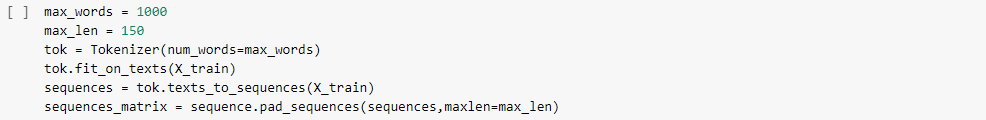 [ ] max_words = 1000
max_len = 150
tok = Tokenizer(num_words=max_words)
tok.fit_on_texts(X_train)
sequences = tok.texts_to_sequences(X_train)
sequences_matrix = sequence.pad_sequences(sequences,maxlen=max_len)